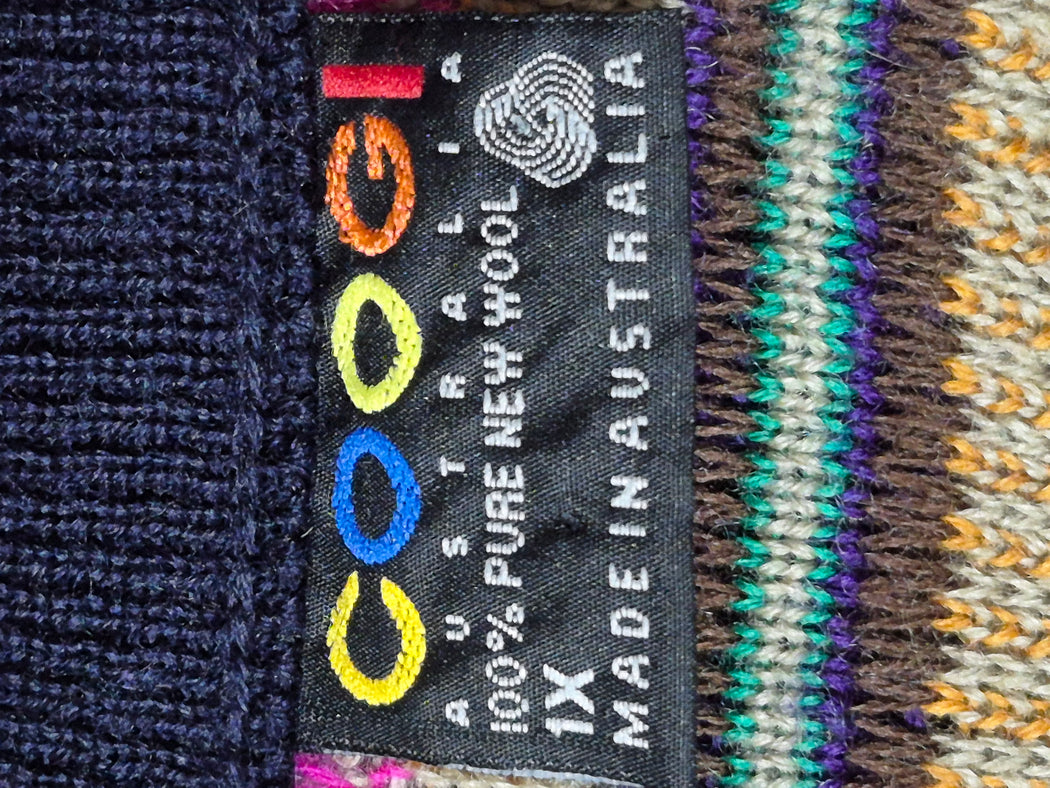 COOGI
AUSTRALIA
100% PURE NEW WOOL
1X
MADE IN AUSTRALIA